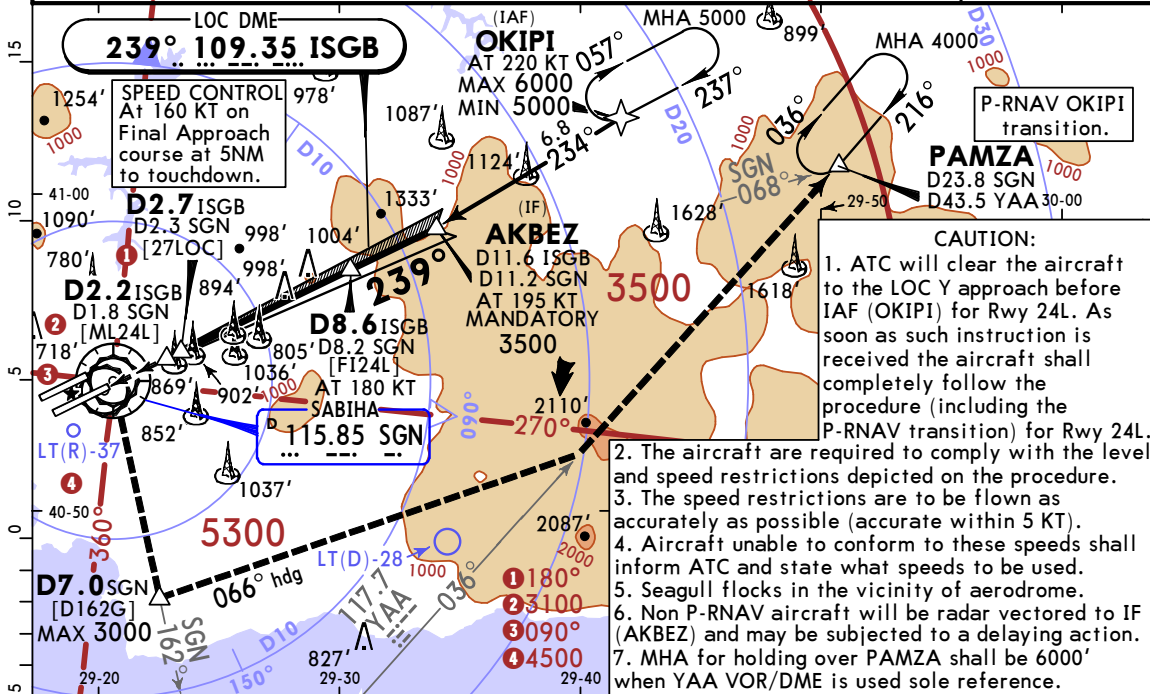 LOC DME
239° 109.35 ISGB
SPEED CONTROL
At 160 KT on
Final Approach
course at 5NM
to touchdown.
(IAF)
OKIPI
AT 220 KT
MAX 6000
MIN 5000
MHA 5000
057°
237°
6.8
234°
899'
MHA 4000
036°
216°
D30
1000
P-RNAV OKIPI
transition.
PAMZA
D23.8 SGN
D43.5 YAA
SGN
068°
29-50
30-00
1000
1000
D20
15
1254'
1000
978'
1087'
D10
1000
1124'
41-00
10
1090'
780'
D2.7 ISGB
D2.3 SGN
[27LOC]
1
998'
1333'
1004'
998'
894'
239°
(IF)
AKBEZ
D11.6 ISGB
D11.2 SGN
AT 195 KT
MANDATORY
3500
1628'
3500
1618'
D2.2 ISGB
D1.8 SGN
[ML24L]
2
718'
3
D8.6 ISGB
D8.2 SGN
[FI24L]
AT 180 KT
805'
1036'
869'
902'
1000
852'
5
SABIHA
D 115.85 SGN
090°
270°
2110'
LT(R)-37
4
1037'
40-50
0
360°
5300
2087'
2000
LT(D)-28
1000
066° hdg
D7.0 SGN
[D162G]
MAX 3000
SGN
162°
D10
150°
827'
117.7
YAA
036°
1 180°
2 3100
3 090°
4 4500
5
29-20
29-30
29-40
CAUTION:
1. ATC will clear the aircraft
to the LOC Y approach before
IAF (OKIPI) for Rwy 24L. As
soon as such instruction is
received the aircraft shall
completely follow the
procedure (including the
P-RNAV transition) for Rwy 24L.
2. The aircraft are required to comply with the level
and speed restrictions depicted on the procedure.
3. The speed restrictions are to be flown as
accurately as possible (accurate within 5 KT).
4. Aircraft unable to conform to these speeds shall
inform ATC and state what speeds to be used.
5. Seagull flocks in the vicinity of aerodrome.
6. Non P-RNAV aircraft will be radar vectored to IF
(AKBEZ) and may be subjected to a delaying action.
7. MHA for holding over PAMZA shall be 6000'
when YAA VOR/DME is used sole reference.